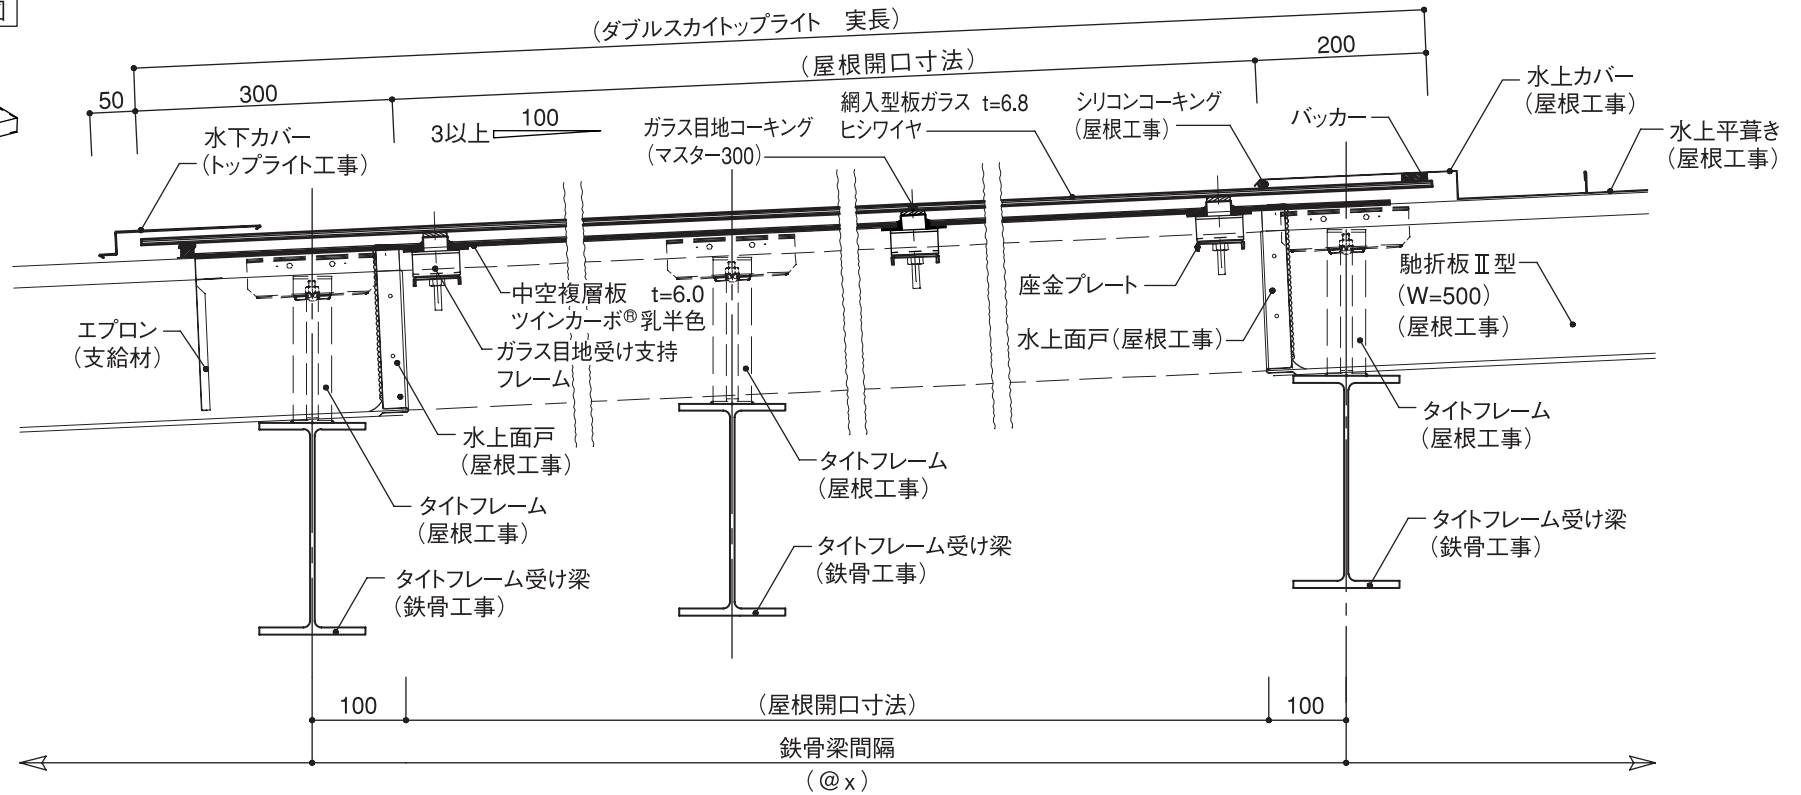 (ダブルスカイトップライト 実長)
(屋根開口寸法)
200
50
300
水下カバー
(トップライト工事)
3以上
100
ガラス目地コーキング
(マスター300)
網入型板ガラス t=6.8
ヒシワイヤ
シリコンコーキング
(屋根工事)
バッカー
水上カバー
(屋根工事)
水上平葺き
(屋根工事)
エプロン
(支給材)
中空複層板 t=6.0
ツインカーボ®乳半色
ガラス目地受け支持
フレーム
座金プレート
水上面戸(屋根工事)
馳折板Ⅱ型
(W=500)
(屋根工事)
水上面戸
(屋根工事)
タイトフレーム
(屋根工事)
タイトフレーム受け梁
(鉄骨工事)
タイトフレーム
(屋根工事)
タイトフレーム受け梁
(鉄骨工事)
タイトフレーム
(屋根工事)
タイトフレーム受け梁
(鉄骨工事)
100
(屋根開口寸法)
100
鉄骨梁間隔
(@x)